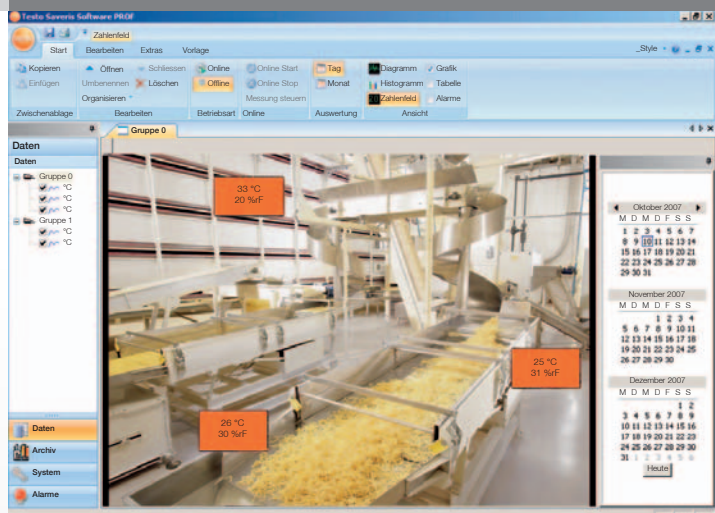 Testo Saveris Software PROF
Zahlenfeld
Start Bearbeiten Extras Vorlage _Style
Kopieren Öffnen Schliessen Online Online Start Tag Diagramm Grafik
Einfügen Umbenennen Löschen Offline Online Stop Monat Histogramm Tabelle
Organisieren Messung steuern Zahlenfeld Alarme
Zwischenablage Bearbeiten Betriebsart Online Auswertung Ansicht
Gruppe 0
Daten
Daten
Gruppe 0
°C
°C
°C
Gruppe 1
°C
°C
33 °C
20 %rF
25 °C
31 %rF
26 °C
30 %rF
Oktober 2007
M D M D F S S
1 2 3 4 5 6 7
8 9 10 11 12 13 14
15 16 17 18 19 20 21
22 23 24 25 26 27 28
29 30 31
November 2007
M D M D F S S
1 2 3 4
5 6 7 8 9 10 11
12 13 14 15 16 17 18
19 20 21 22 23 24 25
26 27 28 29 30
Dezember 2007
M D M D F S S
1 2
3 4 5 6 7 8 9
10 11 12 13 14 15 16
17 18 19 20 21 22 23
24 25 26 27 28 29 30
31 1 2 3 4 5 6
Heute
Daten
Archiv
System
Alarme